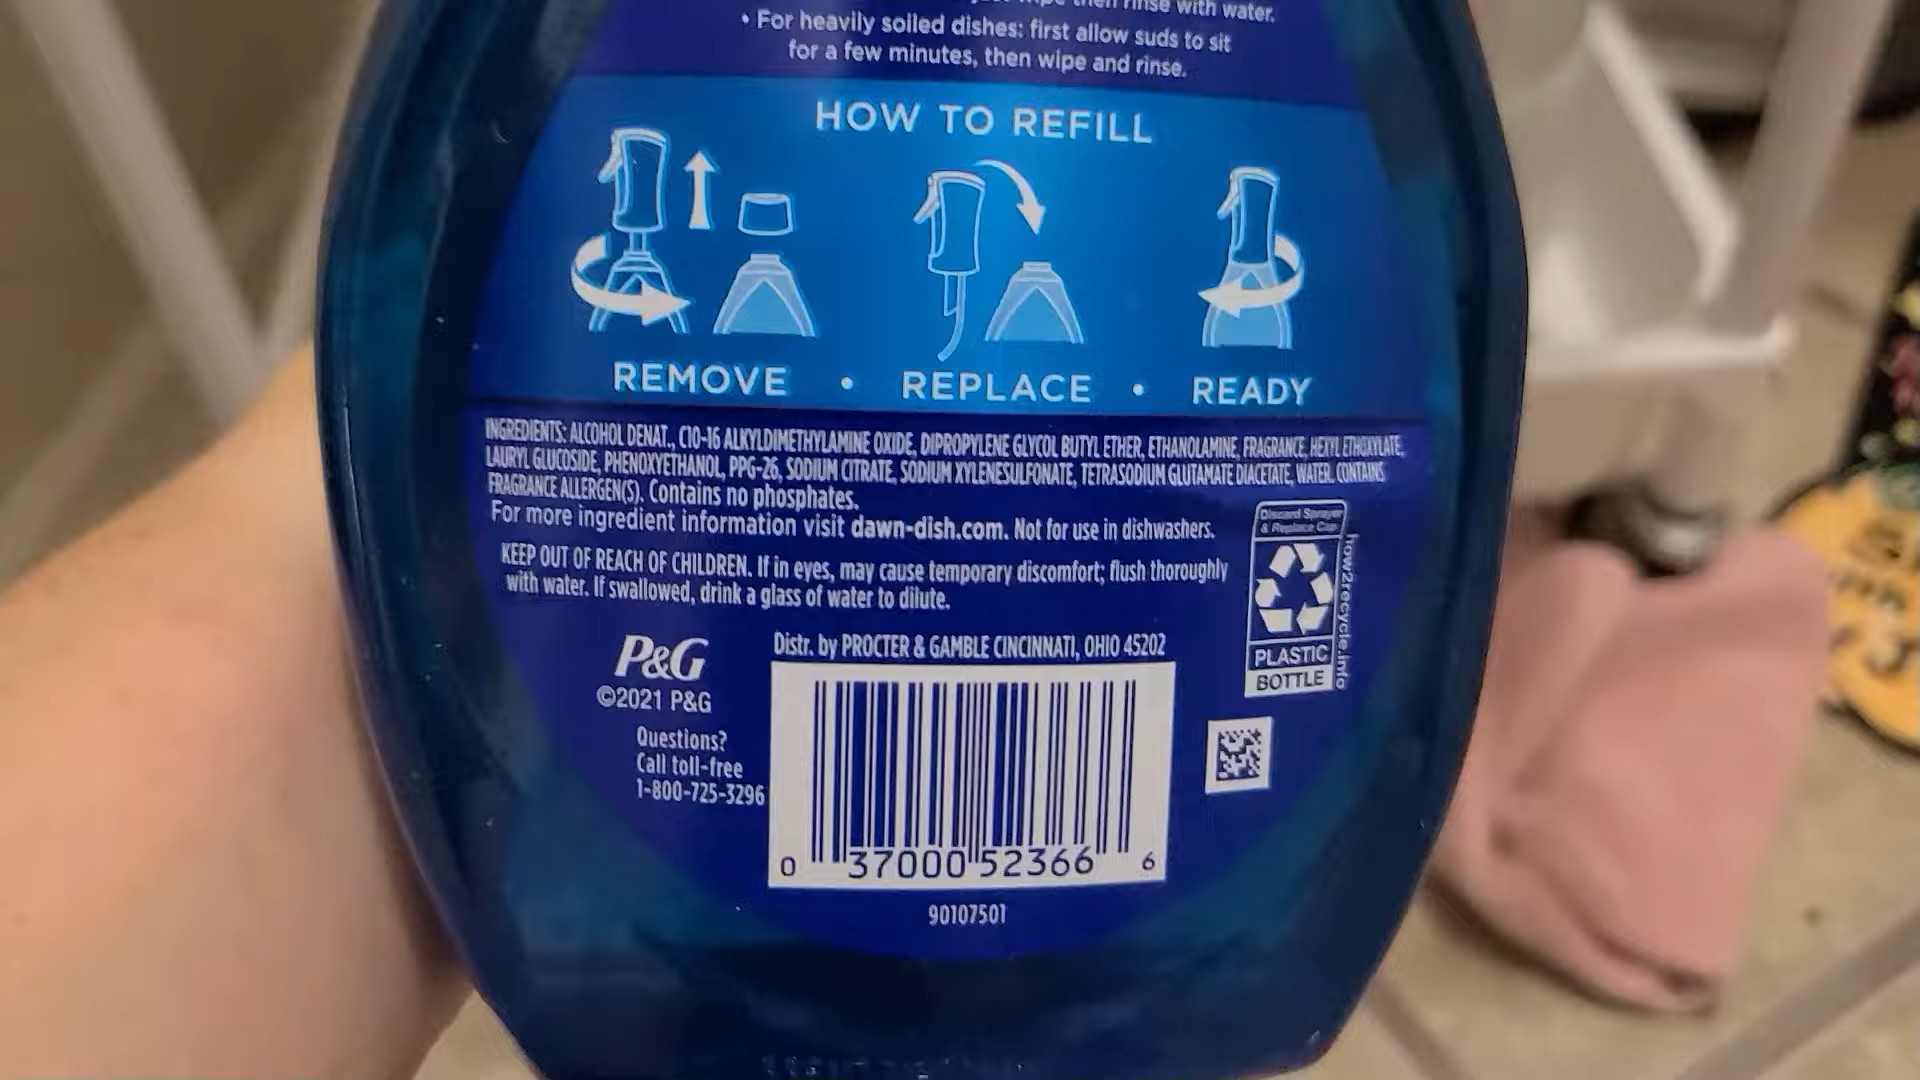 then rinse with water.
• For heavily soiled dishes: first allow suds to sit
for a few minutes, then wipe and rinse.
HOW TO REFILL
REMOVE • REPLACE • READY
INGREDIENTS: ALCOHOL DENAT., C10-16 ALKYLDIMETHYLAMINE OXIDE, DIPROPYLENE GLYCOL BUTYL ETHER, ETHANOLAMINE, FRAGRANCE, HEXYL ETHOXYLATE,
LAURYL GLUCOSIDE, PHENOXYETHANOL, PPG-26, SODIUM CITRATE, SODIUM XYLENESULFONATE, TETRASODIUM GLUTAMATE DIACETATE, WATER. CONTAINS
FRAGRANCE ALLERGEN(S). Contains no phosphates.
For more ingredient information visit dawn-dish.com. Not for use in dishwashers.
KEEP OUT OF REACH OF CHILDREN. If in eyes, may cause temporary discomfort; flush thoroughly
with water. If swallowed, drink a glass of water to dilute.
Discard Sprayer
& Replace Cap
how2recycle.info
PLASTIC
BOTTLE
P&G
©2021 P&G
Questions?
Call toll-free
1-800-725-3296
Distr. by PROCTER & GAMBLE CINCINNATI, OHIO 45202
0 37000 52366 6
90107501